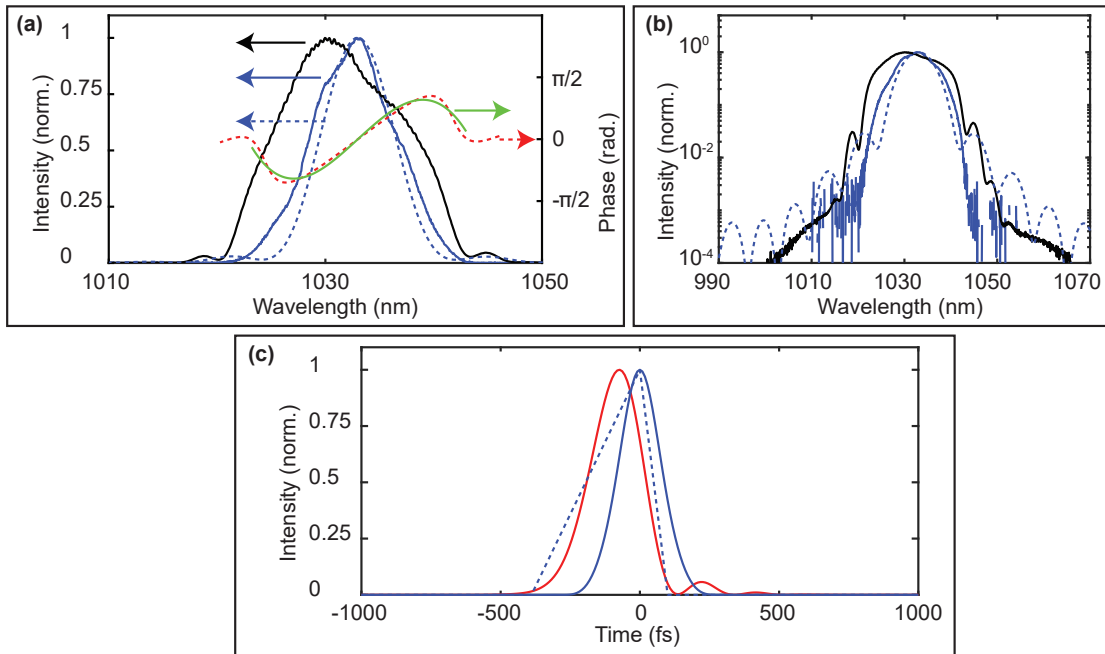 (a)
Intensity (norm.)
1
0.75
0.5
0.25
0
1010
1030
1050
Wavelength (nm)
π/2
0
-π/2
Phase (rad.)
(b)
Intensity (norm.)
10⁰
10⁻²
10⁻⁴
990
1010
1030
1050
1070
Wavelength (nm)
(c)
Intensity (norm.)
1
0.75
0.5
0.25
0
-1000
-500
0
500
1000
Time (fs)